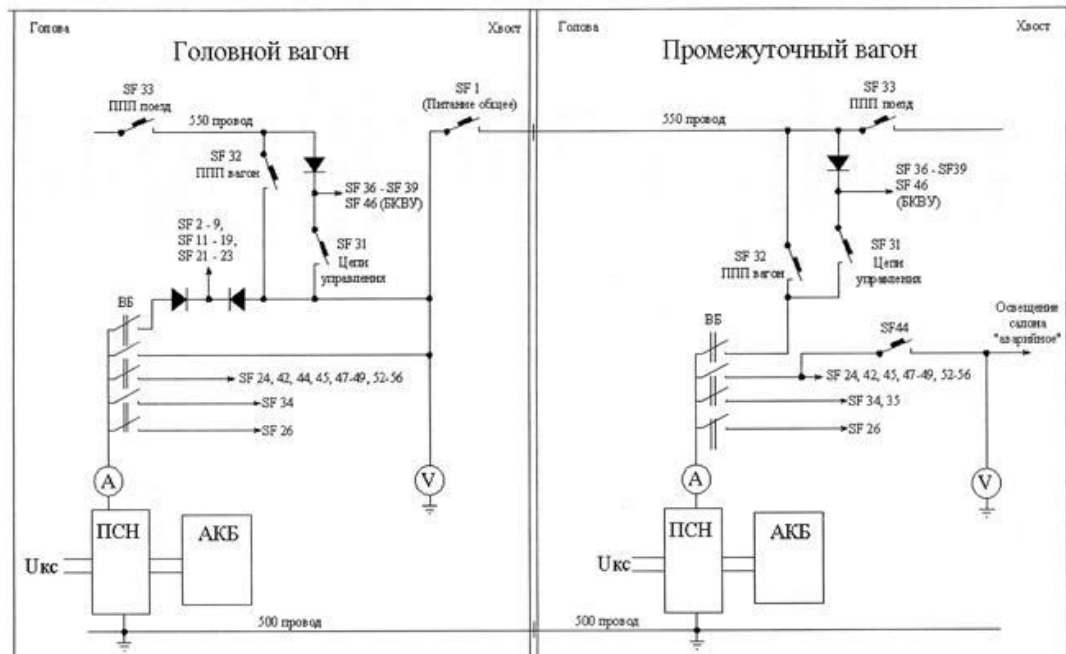 Голова
Хвост
Головной вагон
SF 33
ППП поезд
550 провод
SF 1
(Питание общее)
SF 32
ППП вагон
SF 36 - SF 39
SF 46 (БКВУ)
SF 2 - 9,
SF 11 - 19,
SF 21 - 23
SF 31
Цепи
управления
ВБ
SF 24, 42, 44, 45, 47-49, 52-56
SF 34
SF 26
A
V
ПСН
АКБ
Uкс
500 провод
Голова
Хвост
Промежуточный вагон
SF 33
ППП поезд
550 провод
SF 36 - SF39
SF 46
(БКВУ)
SF 32
ППП вагон
SF 31
Цепи
управления
ВБ
SF44
Освещение
салона
"аварийное"
SF 24, 42, 45, 47-49, 52-56
SF 34, 35
SF 26
A
V
ПСН
АКБ
Uкс
500 провод